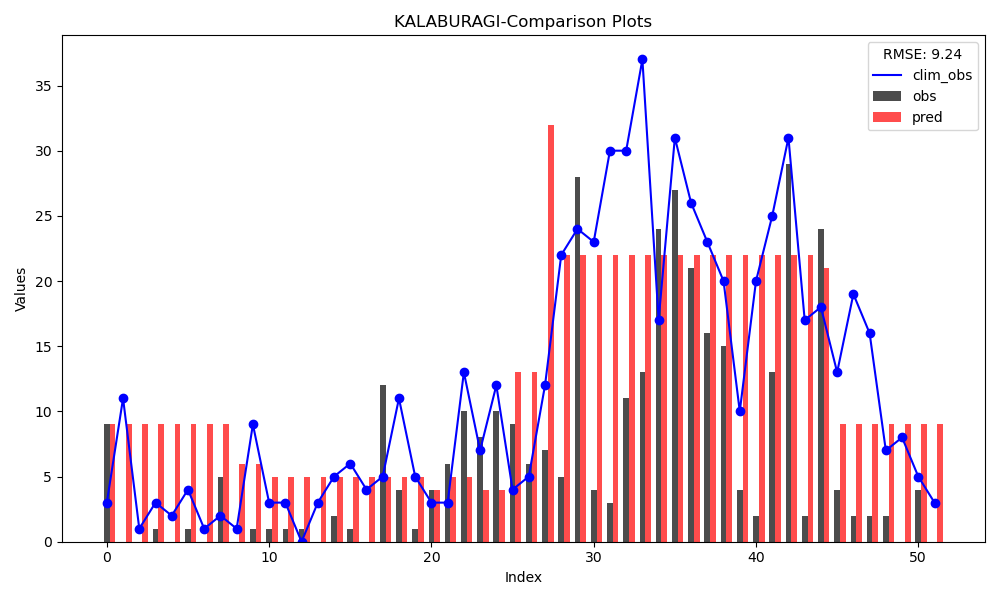 KALABURAGI-Comparison Plots
RMSE: 9.24
clim_obs
obs
pred
Values
35
30
25
20
15
10
5
0
0 10 20 30 40 50
Index